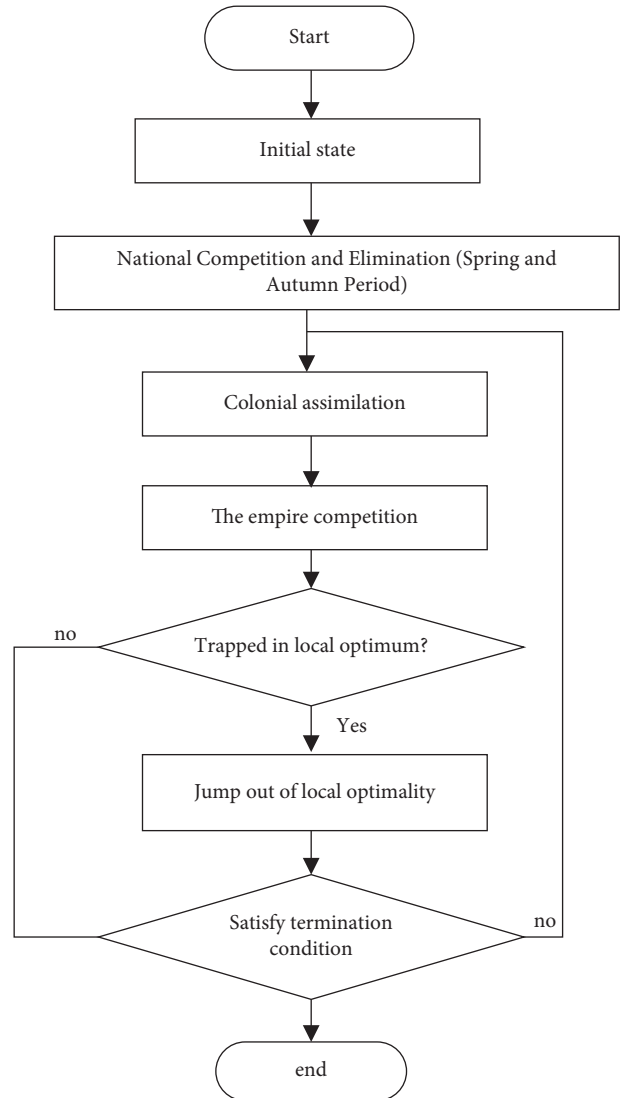 Start
Initial state
National Competition and Elimination (Spring and
Autumn Period)
Colonial assimilation
The empire competition
no
Trapped in local optimum?
Yes
Jump out of local optimality
Satisfy termination
condition
no
end